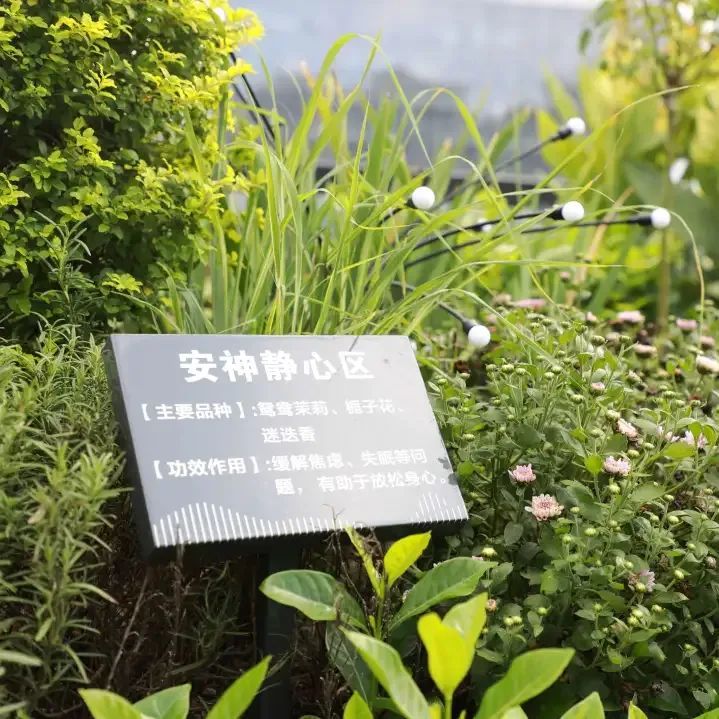 安神静心区
【主要品种】:鸳鸯茉莉、栀子花、
迷迭香
【功效作用】:缓解焦虑、失眠等问
题，有助于放松身心。